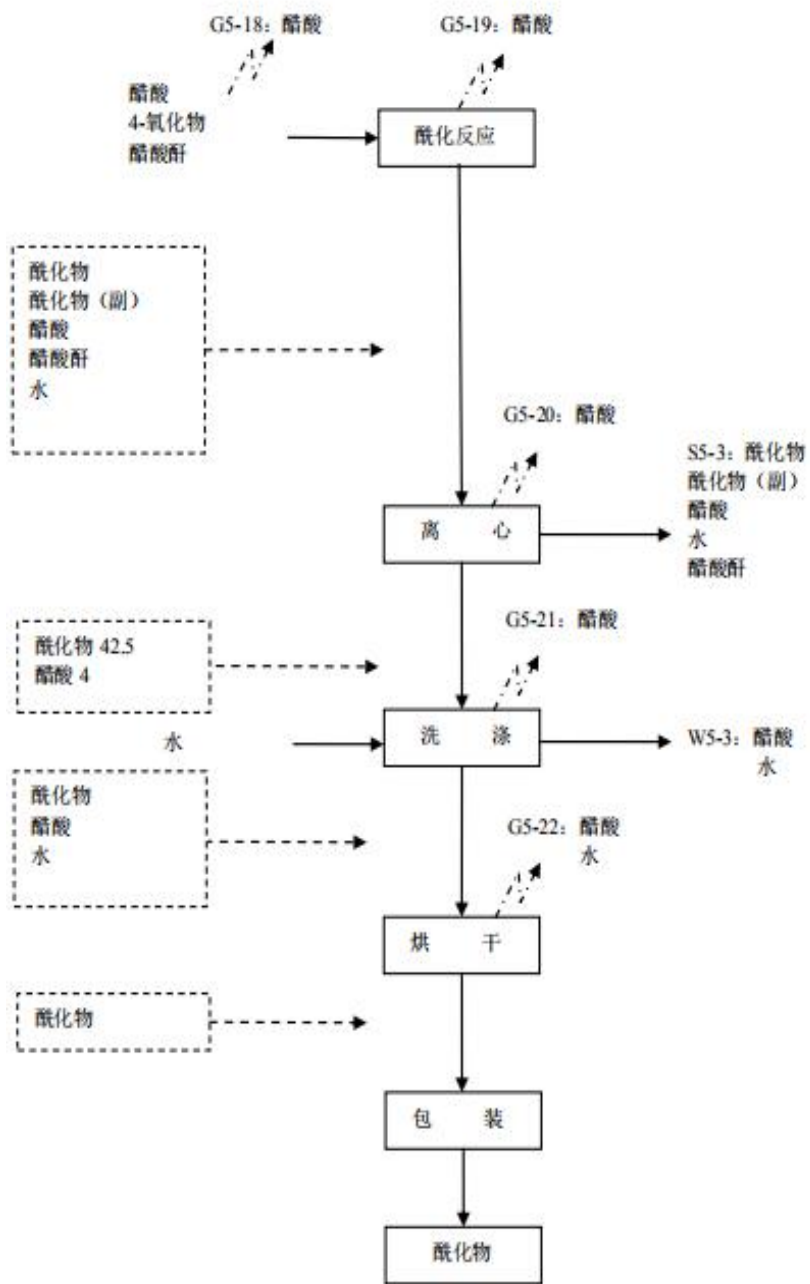 G5-18：醋酸
G5-19：醋酸
醋酸
4-氧化物
醋酸酐
酰化反应
酰化物
酰化物（副）
醋酸
醋酸酐
水
G5-20：醋酸
S5-3：酰化物
酰化物（副）
醋酸
水
醋酸酐
离 心
G5-21：醋酸
酰化物 42.5
醋酸 4
水
洗 涤
W5-3：醋酸
水
酰化物
醋酸
水
G5-22：醋酸
水
烘 干
酰化物
包 装
酰化物